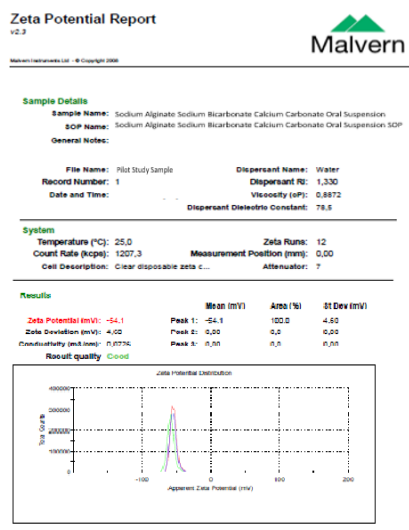 Zeta Potential Report
v2.3
Malvern
Malvern Instruments Ltd - © Copyright 2008
Sample Details
Sample Name: Sodium Alginate Sodium Bicarbonate Calcium Carbonate Oral Suspension
SOP Name: Sodium Alginate Sodium Bicarbonate Calcium Carbonate Oral Suspension SOP
General Notes:
File Name: Pilot Study Sample Dispersant Name: Water
Record Number: 1 Dispersant RI: 1,330
Date and Time: Viscosity (cP): 0,8872
Dispersant Dielectric Constant: 78,5
System
Temperature (°C): 25,0 Zeta Runs: 12
Count Rate (kcps): 1207,3 Measurement Position (mm): 0,00
Cell Description: Clear disposable zeta c... Attenuator: 7
Results
Mean (mV) Area (%) St Dev (mV)
Zeta Potential (mV): -54.1 Peak 1: -54.1 100.0 4.60
Zeta Deviation (mV): 4,60 Peak 2: 0,00 0,0 0,00
Conductivity (mS/cm): 0,0776 Peak 3: 0,00 0,0 0,00
Result quality Good
Zeta Potential Distribution
400000
300000
200000
100000
0
Total Counts
-100 0 100 200
Apparent Zeta Potential (mV)